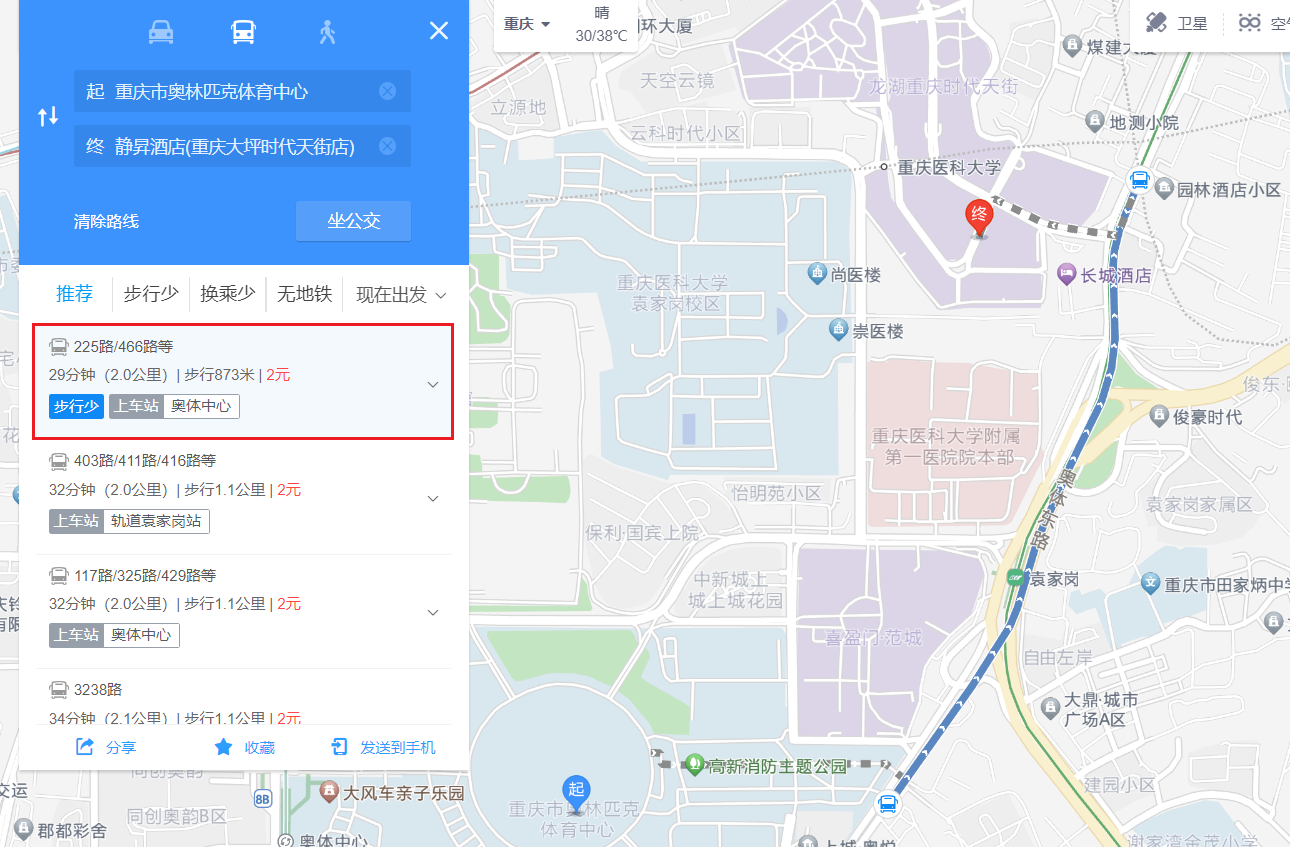 起 重庆市奥林匹克体育中心
终 静昇酒店(重庆大坪时代天街店)
清除路线
坐公交
推荐
步行少
换乘少
无地铁
现在出发
225路/466路等
29分钟（2.0公里）| 步行873米 | 2元
步行少 上车站 奥体中心
403路/411路/416路等
32分钟（2.0公里）| 步行1.1公里 | 2元
上车站 轨道袁家岗站
117路/325路/429路等
32分钟（2.0公里）| 步行1.1公里 | 2元
上车站 奥体中心
3238路
34分钟（2.1公里）| 步行1.1公里 | 2元
分享
收藏
发送到手机
重庆
晴
30/38℃
环大厦
卫星
天空云镜
龙湖重庆时代天街
立源地
云科时代小区
地测小院
重庆医科大学
园林酒店小区
终
长城酒店
尚医楼
重庆医科大学
袁家岗校区
崇医楼
俊豪时代
重庆医科大学附属
第一医院院本部
怡明苑小区
袁家岗家属区
奥体东路
保利·国宾上院
袁家岗
中新城上
城上城花园
重庆市田家炳中学
喜盈门·范城
自由左岸
大鼎·城市
广场A区
高新消防主题公园
建园小区
起
重庆市奥林匹克
体育中心
8B
大风车亲子乐园
同创奥韵B区
郡都彩舍
奥体中心